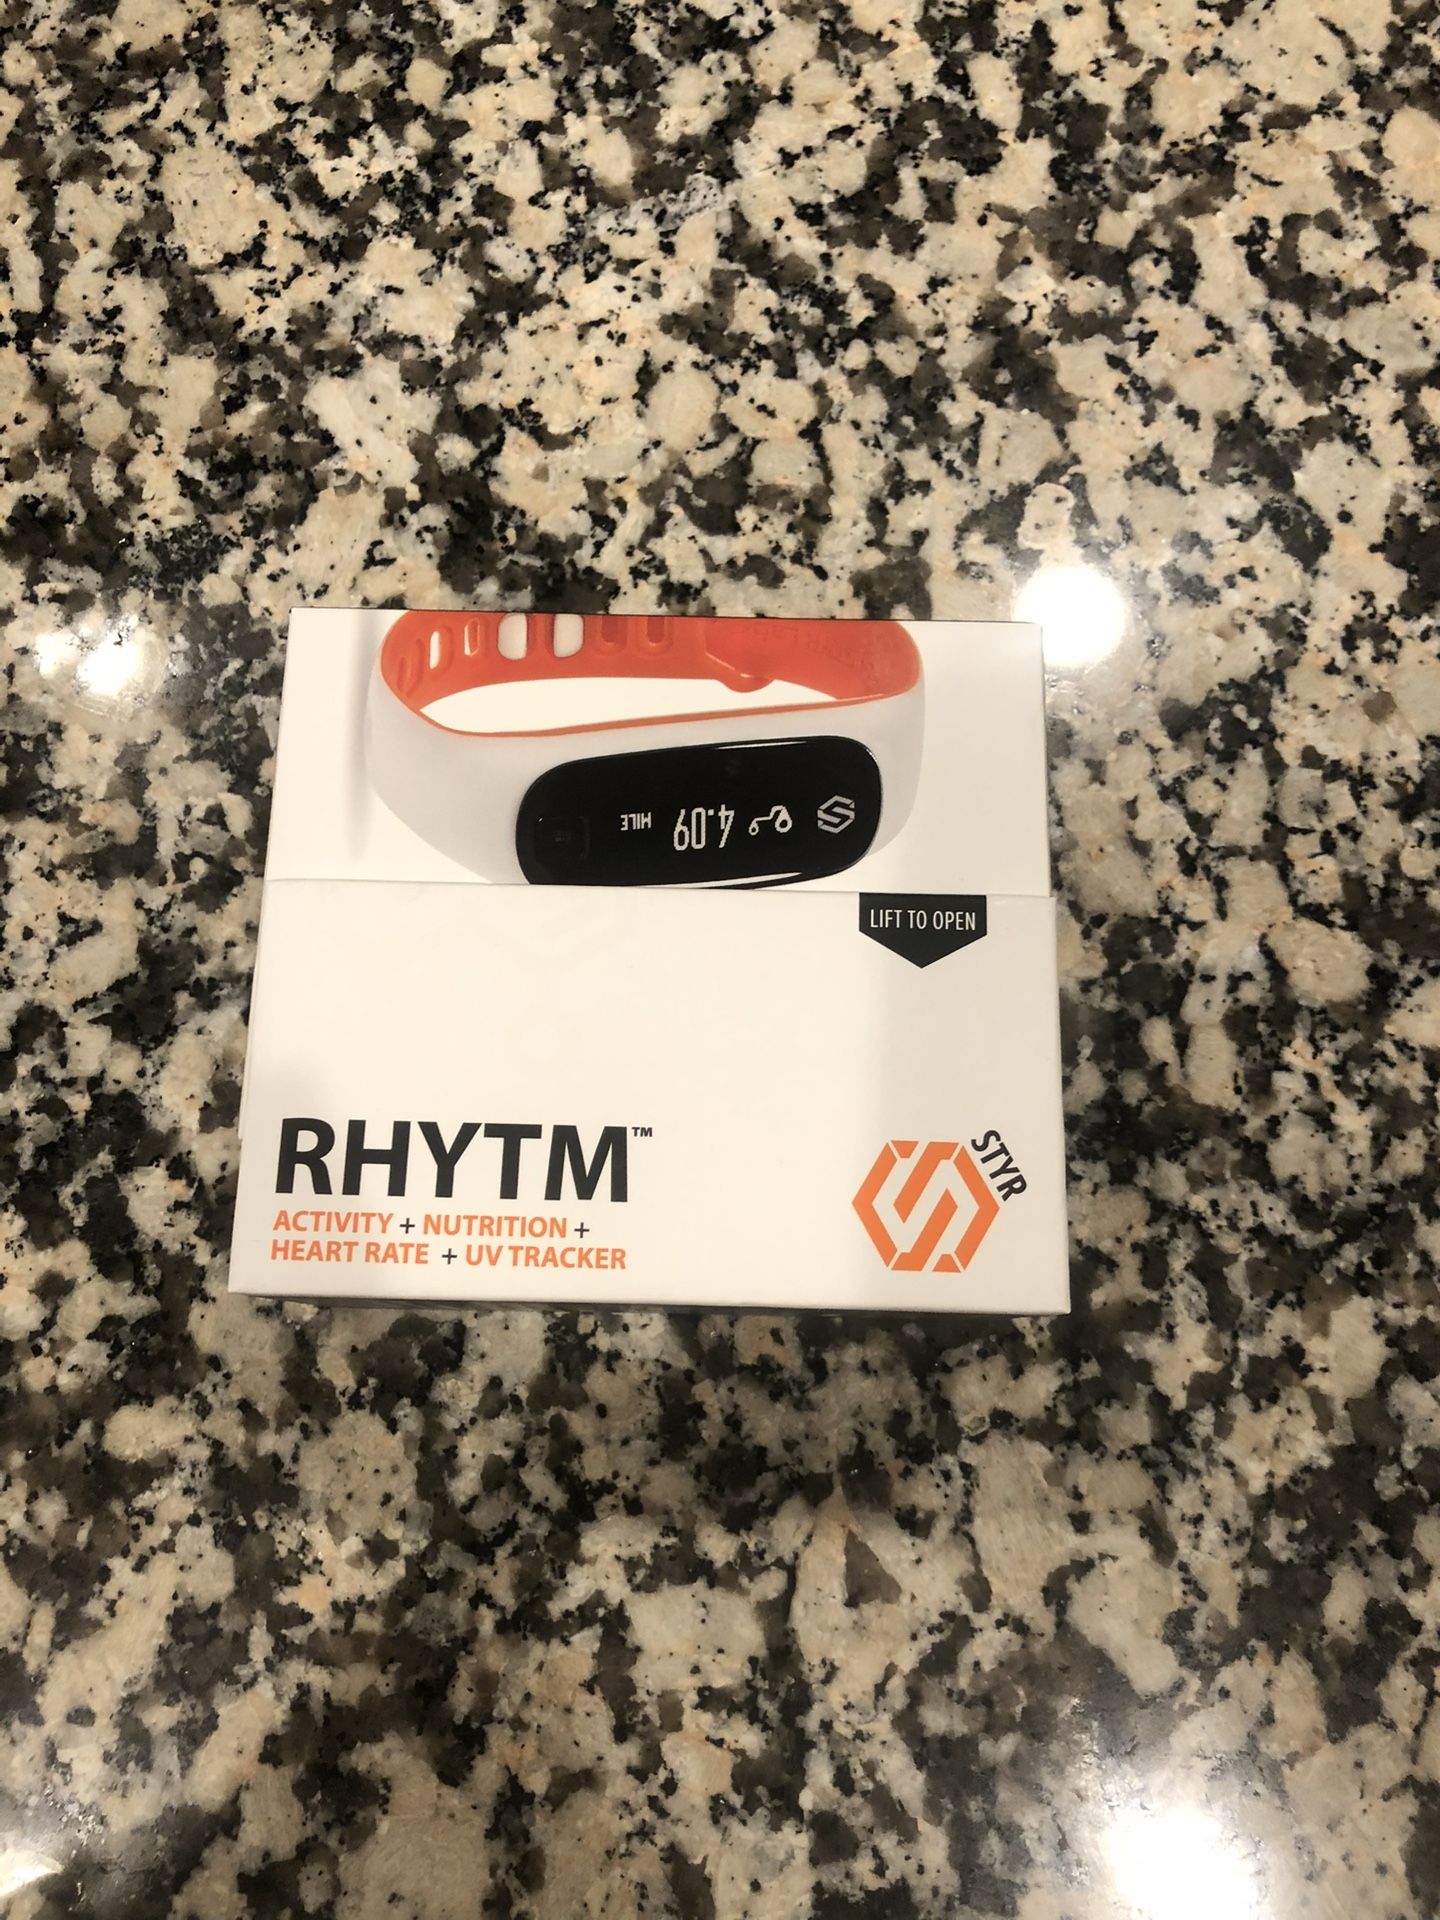 4.09
MILE
LIFT TO OPEN
RHYTM™
STYR
ACTIVITY + NUTRITION +
HEART RATE + UV TRACKER